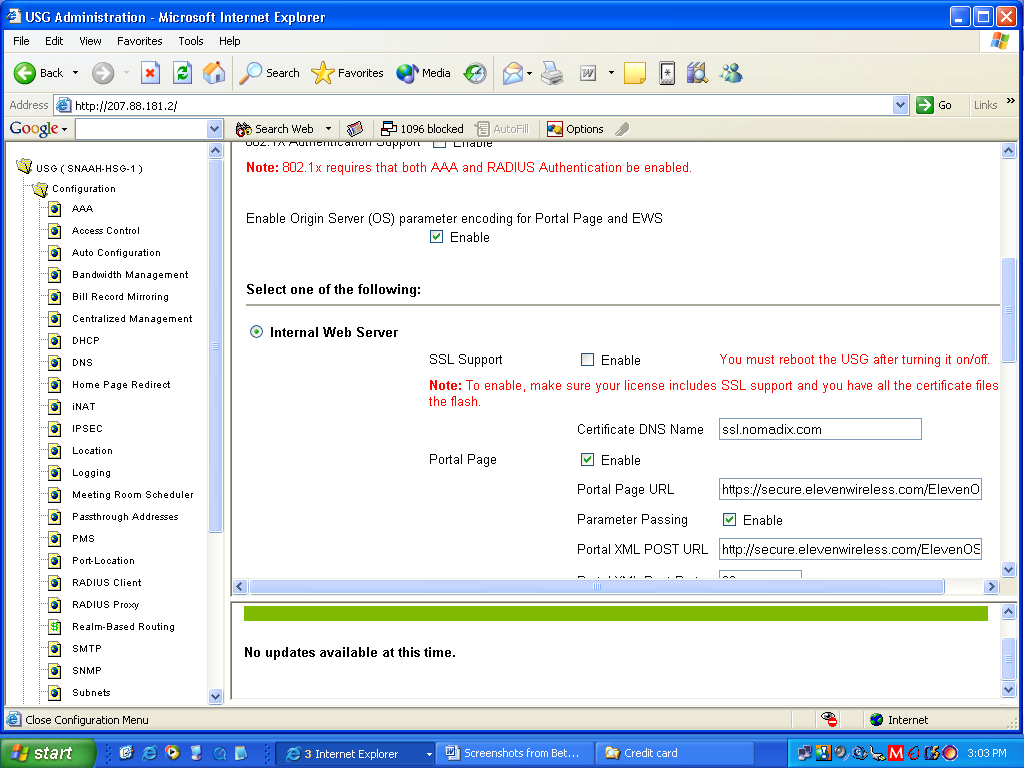 USG Administration - Microsoft Internet Explorer
File Edit View Favorites Tools Help
Back Search Favorites Media
Address http://207.88.181.2/ Go Links »
Google Search Web 1096 blocked AutoFill Options
USG ( SNAAH-HSG-1 )
Configuration
AAA
Access Control
Auto Configuration
Bandwidth Management
Bill Record Mirroring
Centralized Management
DHCP
DNS
Home Page Redirect
iNAT
IPSEC
Location
Logging
Meeting Room Scheduler
Passthrough Addresses
PMS
Port-Location
RADIUS Client
RADIUS Proxy
Realm-Based Routing
SMTP
SNMP
Subnets
802.1x Authentication Support Enable
Note: 802.1x requires that both AAA and RADIUS Authentication be enabled.
Enable Origin Server (OS) parameter encoding for Portal Page and EWS
Enable
Select one of the following:
Internal Web Server
SSL Support Enable You must reboot the USG after turning it on/off.
Note: To enable, make sure your license includes SSL support and you have all the certificate files
the flash.
Certificate DNS Name ssl.nomadix.com
Portal Page Enable
Portal Page URL https://secure.elevenwireless.com/ElevenO
Parameter Passing Enable
Portal XML POST URL http://secure.elevenwireless.com/ElevenOS
No updates available at this time.
Close Configuration Menu Internet
start 3 Internet Explorer Screenshots from Bet... Credit card 3:03 PM